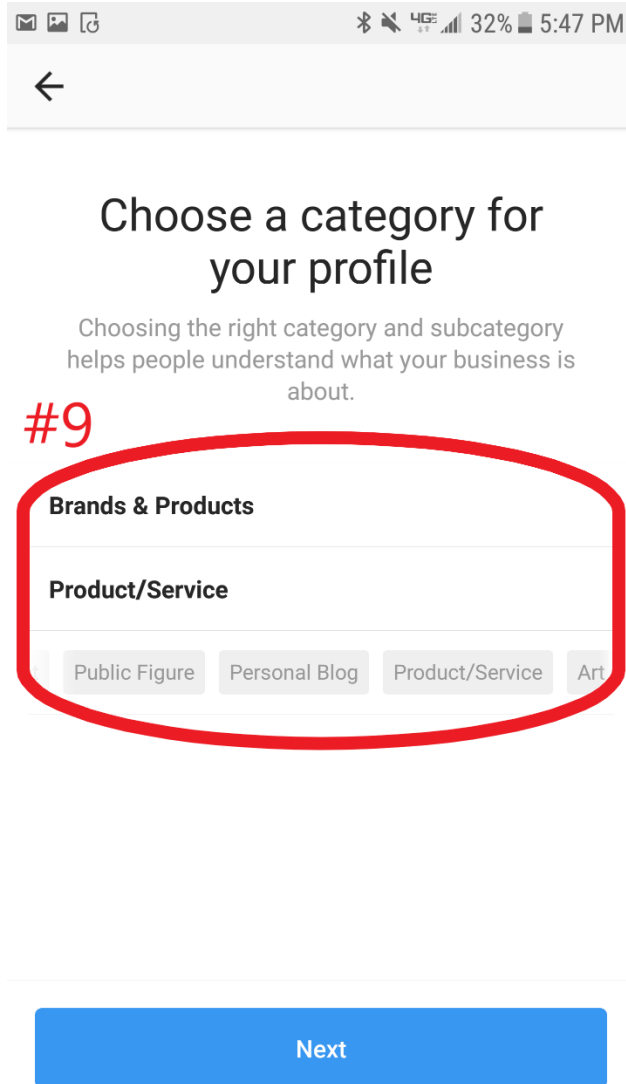 32% 5:47 PM
Choose a category for
your profile
Choosing the right category and subcategory
helps people understand what your business is
about.
#9
Brands & Products
Product/Service
Public Figure Personal Blog Product/Service Art
Next